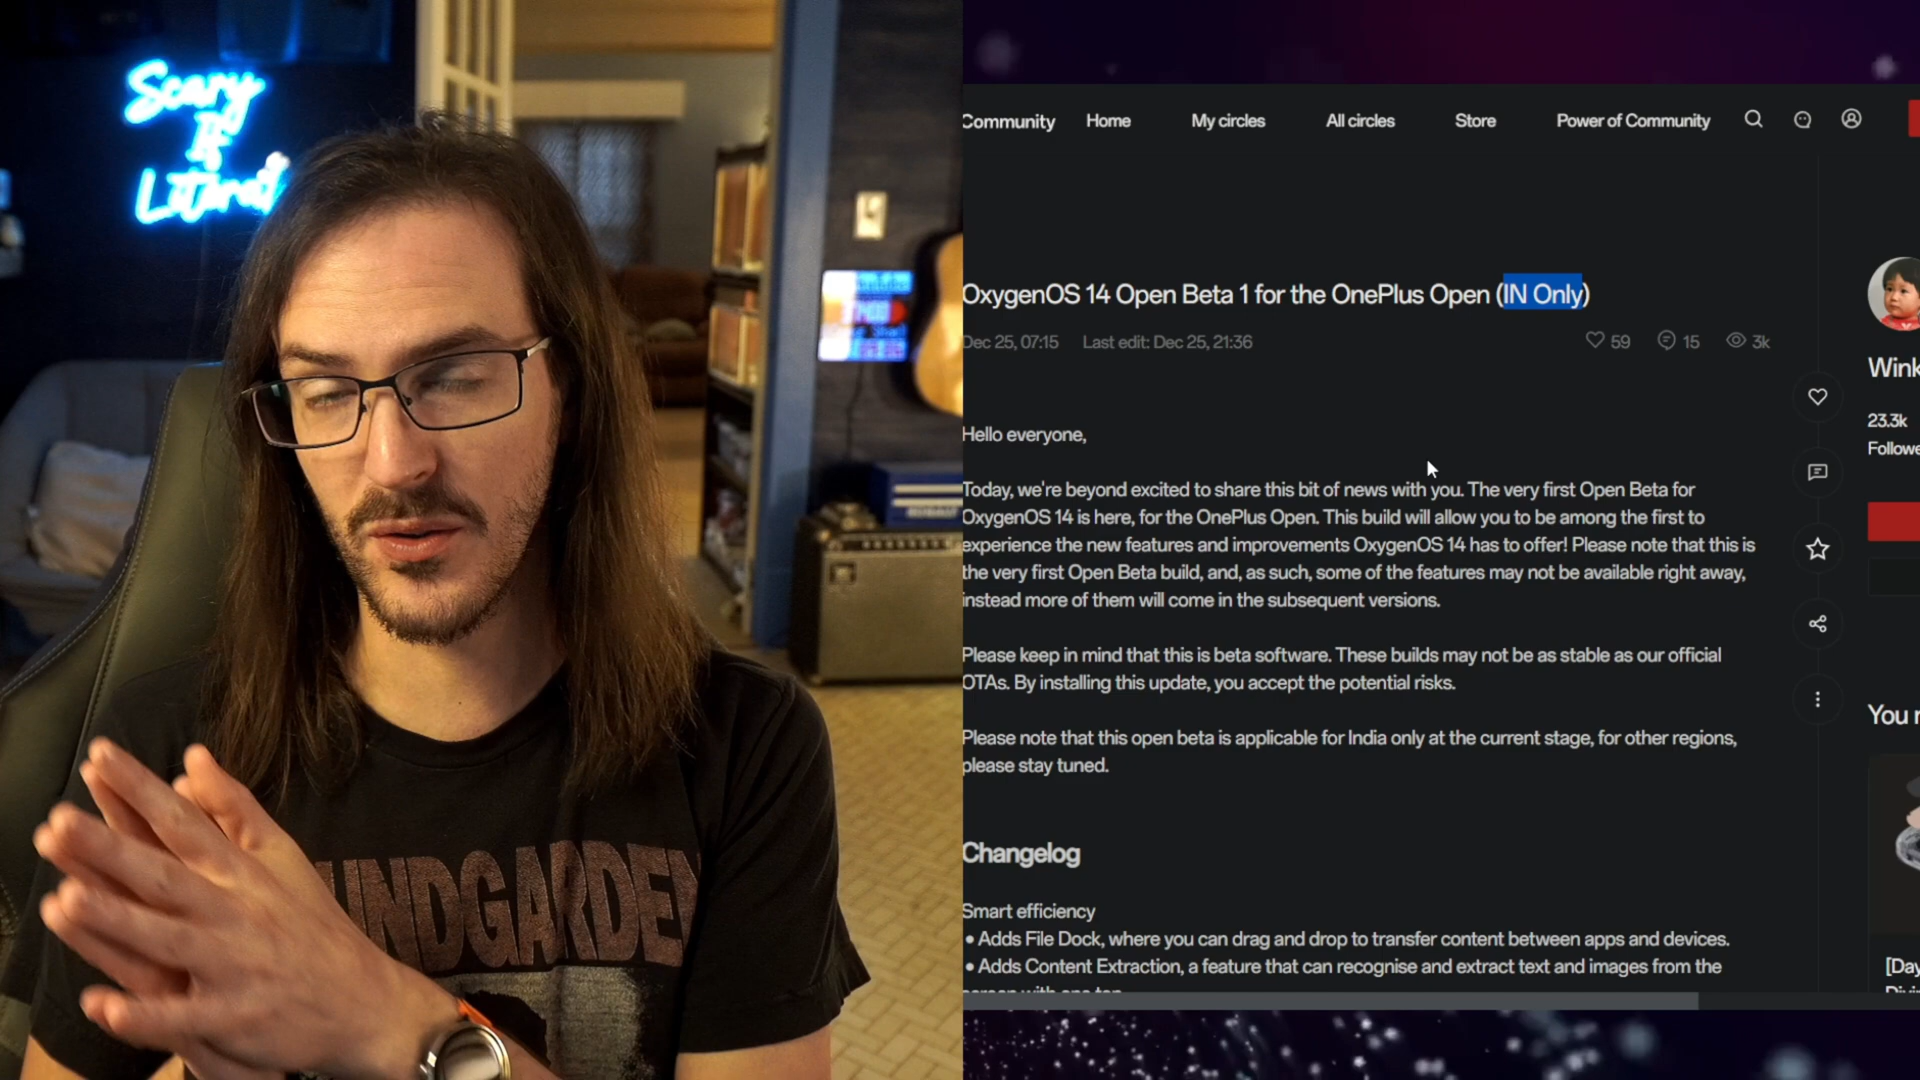 Scary
Is
Literat
UNDGARDEN
Community Home My circles All circles Store Power of Community
OxygenOS 14 Open Beta 1 for the OnePlus Open (IN Only)
Dec 25, 07:15 Last edit: Dec 25, 21:36 59 15 3k
Wink
23.3k
Followe
Hello everyone,
Today, we're beyond excited to share this bit of news with you. The very first Open Beta for
OxygenOS 14 is here, for the OnePlus Open. This build will allow you to be among the first to
experience the new features and improvements OxygenOS 14 has to offer! Please note that this is
the very first Open Beta build, and, as such, some of the features may not be available right away,
instead more of them will come in the subsequent versions.
Please keep in mind that this is beta software. These builds may not be as stable as our official
OTAs. By installing this update, you accept the potential risks.
Please note that this open beta is applicable for India only at the current stage, for other regions,
please stay tuned.
Changelog
Smart efficiency
• Adds File Dock, where you can drag and drop to transfer content between apps and devices.
• Adds Content Extraction, a feature that can recognise and extract text and images from the
screen with one tap.
You
[Day